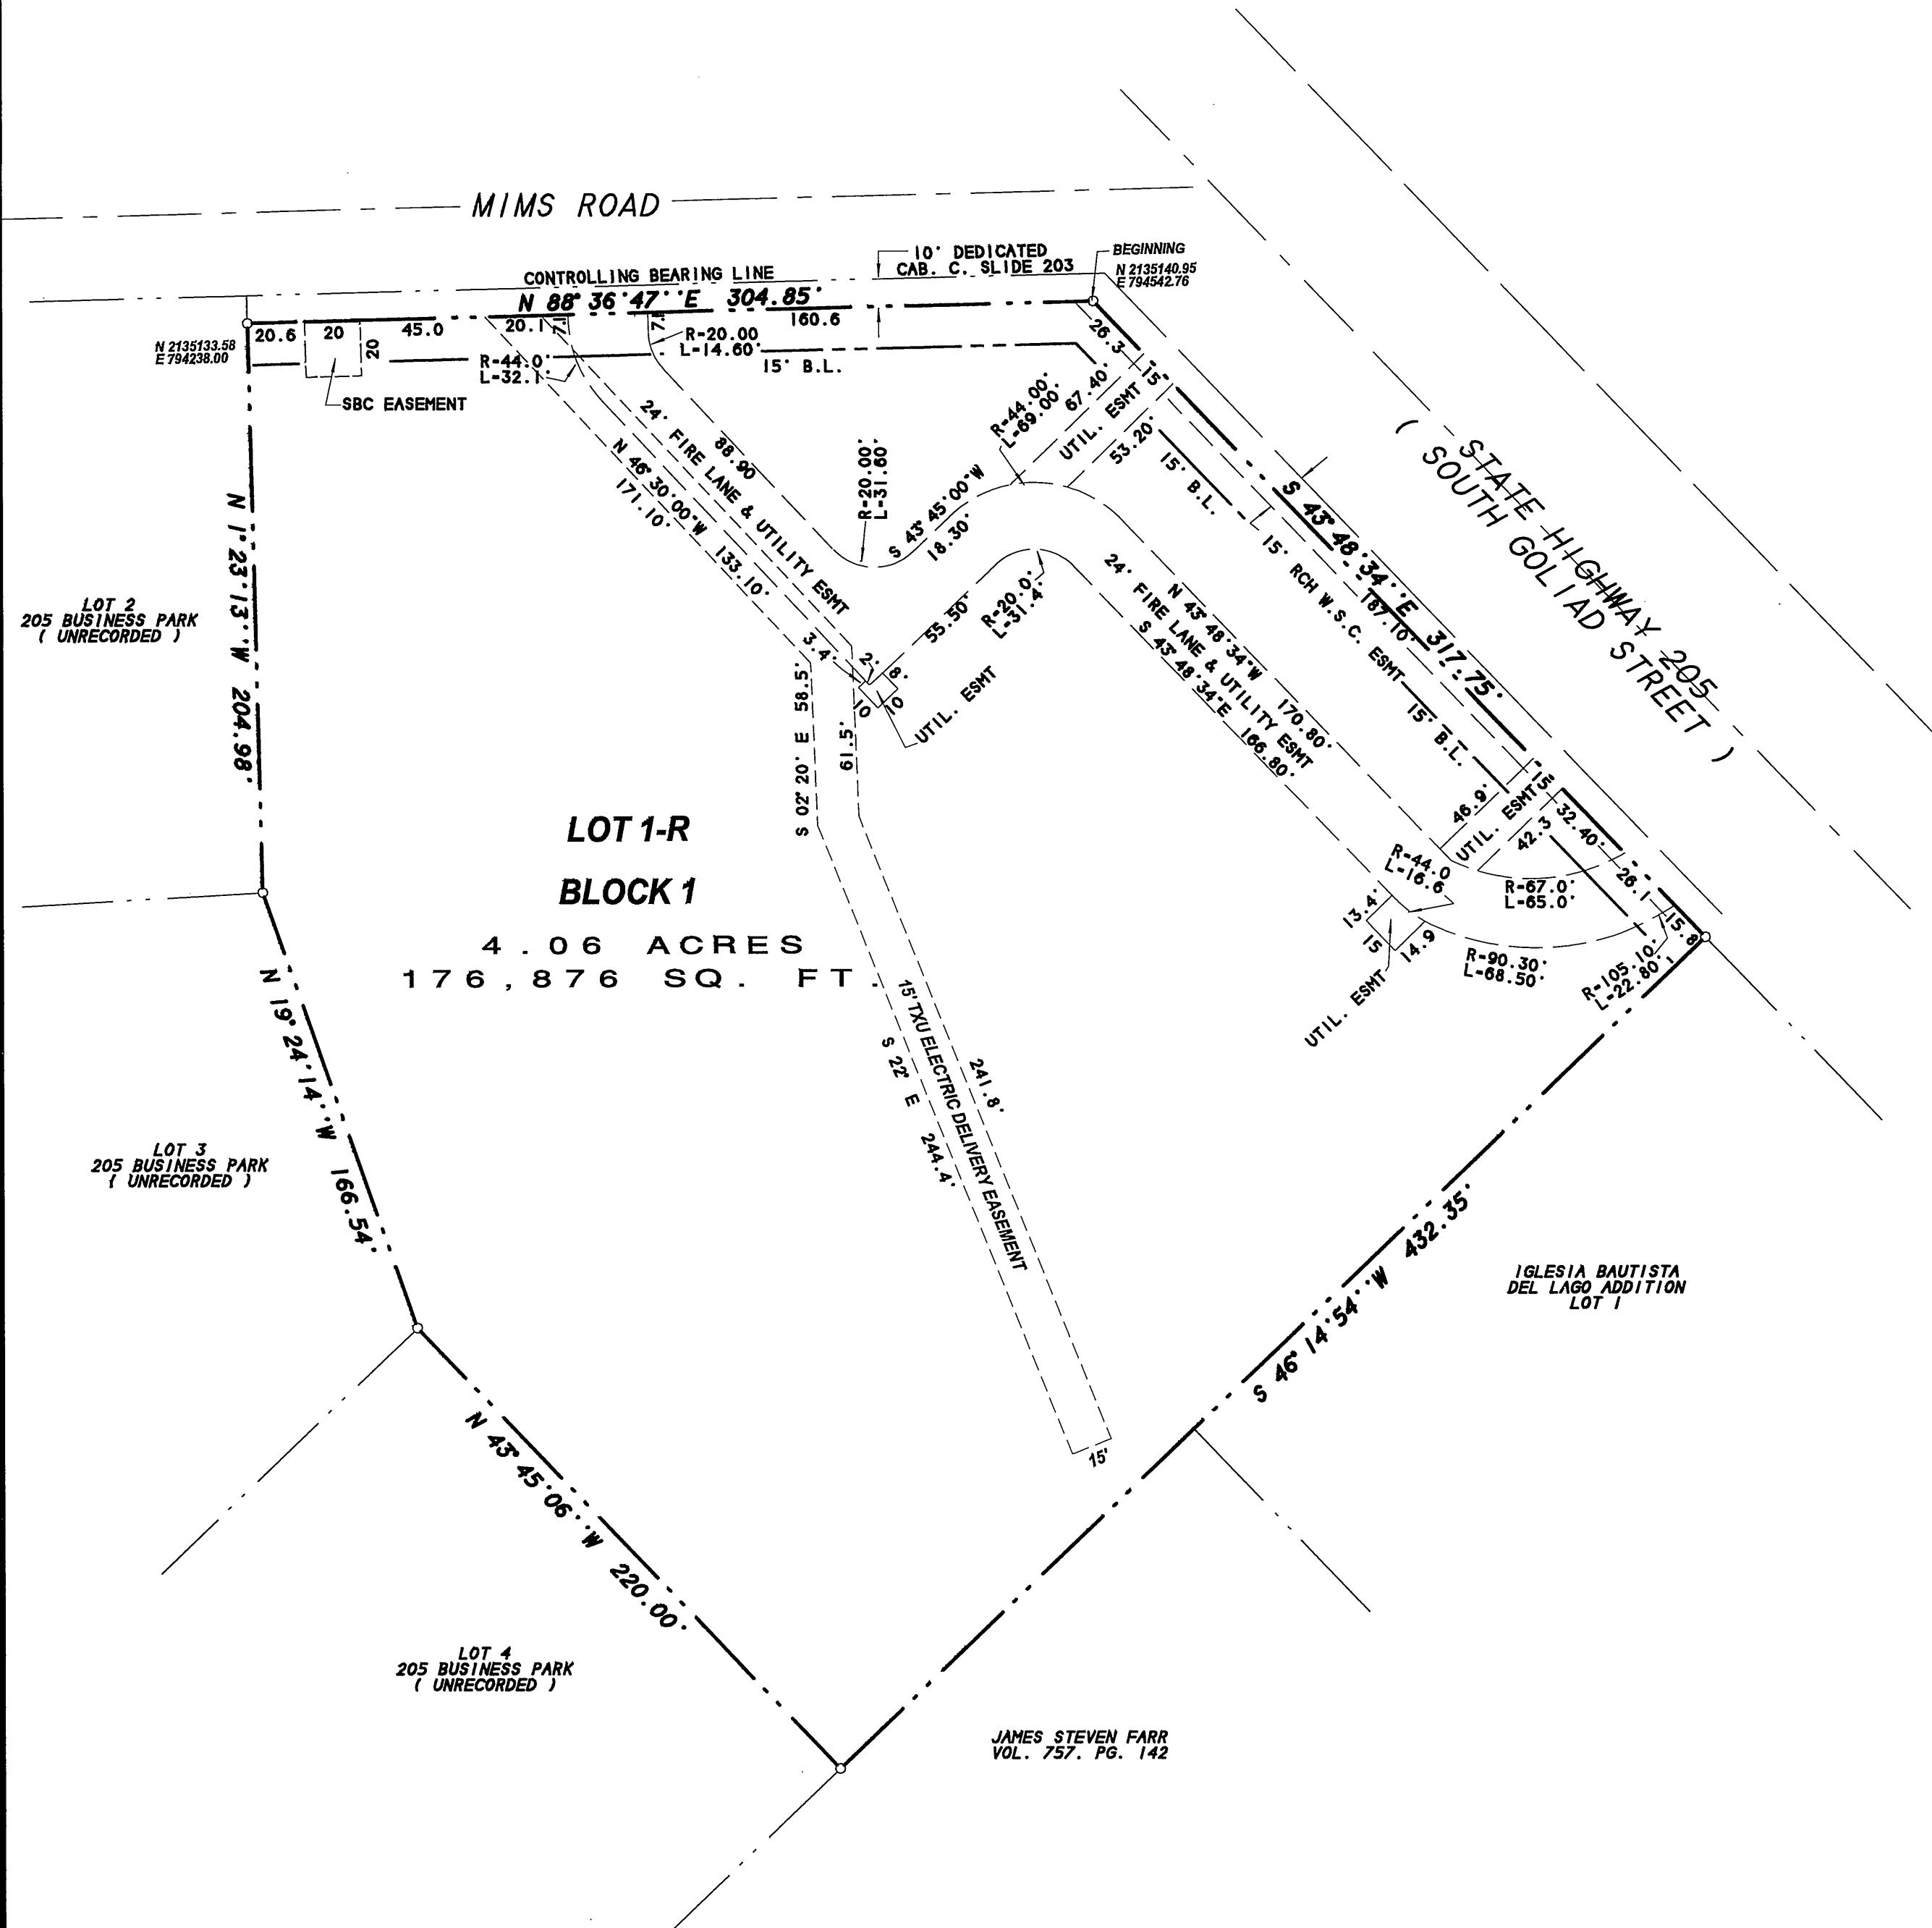 MIMS ROAD
10' DEDICATED
CAB. C. SLIDE 203
BEGINNING
N 2135140.95
E 794542.76
CONTROLLING BEARING LINE
N 88° 36'47''E 304.85'
20.6
20
45.0
20.1
160.6
20
N 2135133.58
E 794238.00
R-20.00
L-14.60'
R-44.0'
L-32.1'
15' B.L.
SBC EASEMENT
26.3
15'
67.40'
UTIL. ESMT
53.20'
R-44.00'
L-69.00'
15' B.L.
24' FIRE LANE & UTILITY ESMT
88.90
N 46° 30'00"W 133.10'
171.10'
R-20.00'
L-31.60'
S 43° 45'00"W
18.30'
S 43° 48'34''E 317.75'
187.10'
15' RCH W.S.C. ESMT
15' B.L.
STATE HIGHWAY 205
( SOUTH GOLIAD STREET )
N 1° 23'13''W 204.98'
LOT 2
205 BUSINESS PARK
( UNRECORDED )
3.4'
2'
8'
10
10
UTIL. ESMT
55.50'
R-20.0'
L-31.4'
N 43° 48'34"W 170.80'
24' FIRE LANE & UTILITY ESMT
S 43° 48'34"E 166.80'
S 02° 20' E 58.5'
61.5'
46.9'
UTIL. ESMT
15'
42.3
32.40'
26.1
15.8
R-44.0
L-16.6
R-67.0'
L-65.0'
13.4'
15
14.9
UTIL. ESMT
R-90.30'
L-68.50'
R-105.10'
L-22.80'
LOT 1-R
BLOCK 1
4.06 ACRES
176,876 SQ. FT.
15' TXU ELECTRIC DELIVERY EASEMENT
S 22° E 244.4'
241.8'
15'
N 19° 24'14''W 166.54'
LOT 3
205 BUSINESS PARK
( UNRECORDED )
S 46° 14'54''W 432.35'
IGLESIA BAUTISTA
DEL LAGO ADDITION
LOT 1
N 43° 45'06''W 220.00'
LOT 4
205 BUSINESS PARK
( UNRECORDED )
JAMES STEVEN FARR
VOL. 757. PG. 142